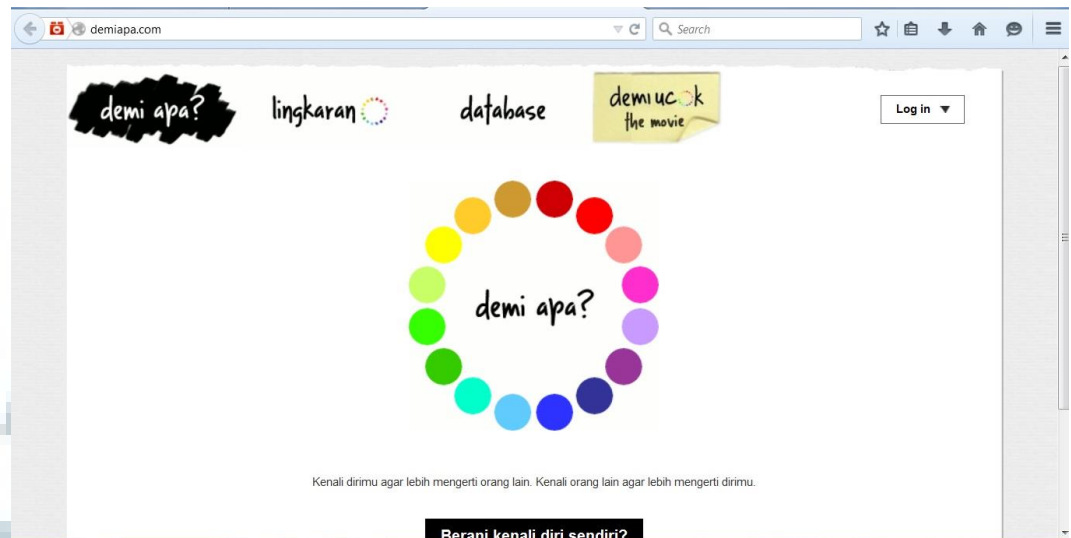 demiapa.com
Search
demi apa?
lingkaran
database
demi ucok
the movie
Log in
demi apa?
Kenali dirimu agar lebih mengerti orang lain. Kenali orang lain agar lebih mengerti dirimu.
Berani kenali diri sendiri?